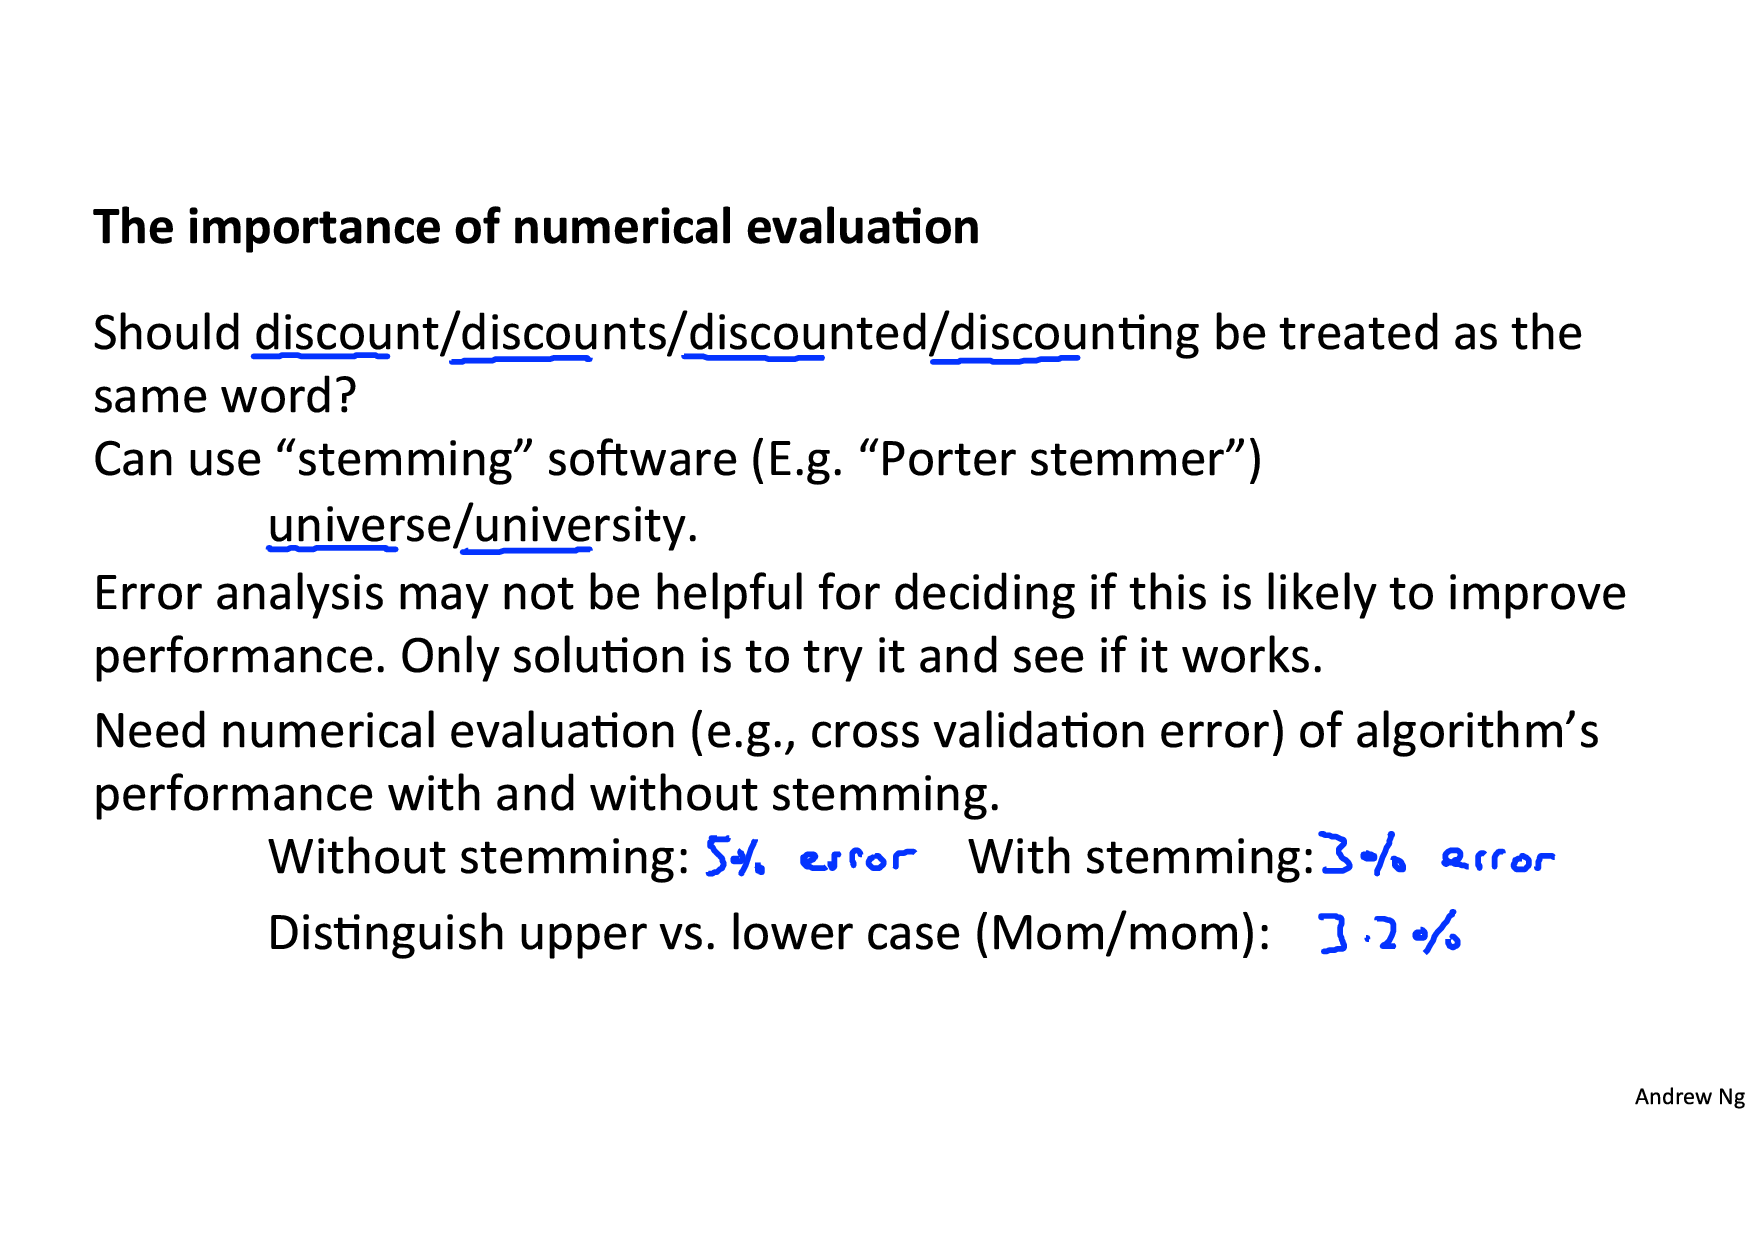 The importance of numerical evaluation
Should discount/discounts/discounted/discounting be treated as the
same word?
Can use “stemming” software (E.g. “Porter stemmer”)
universe/university.
Error analysis may not be helpful for deciding if this is likely to improve
performance. Only solution is to try it and see if it works.
Need numerical evaluation (e.g., cross validation error) of algorithm’s
performance with and without stemming.
Without stemming: 5% error With stemming: 3% error
Distinguish upper vs. lower case (Mom/mom): 3.2%
Andrew Ng